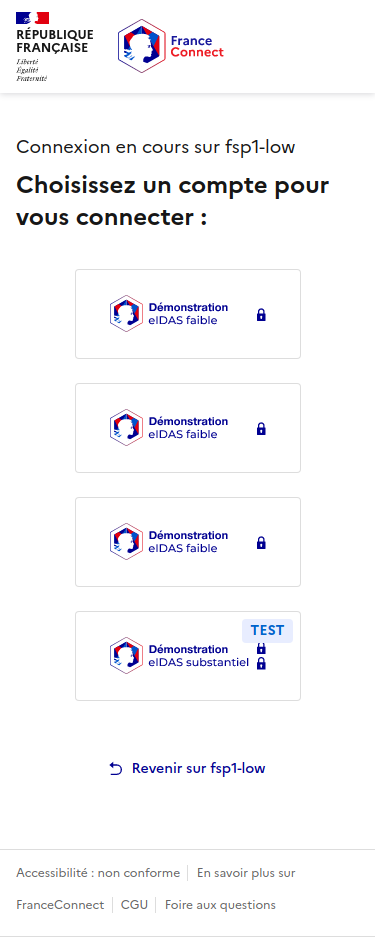 RÉPUBLIQUE
FRANÇAISE
Liberté
Égalité
Fraternité
France
Connect
Connexion en cours sur fsp1-low
Choisissez un compte pour
vous connecter :
Démonstration
eIDAS faible
Démonstration
eIDAS faible
Démonstration
eIDAS faible
TEST
Démonstration
eIDAS substantiel
Revenir sur fsp1-low
Accessibilité : non conforme
En savoir plus sur
FranceConnect
CGU
Foire aux questions